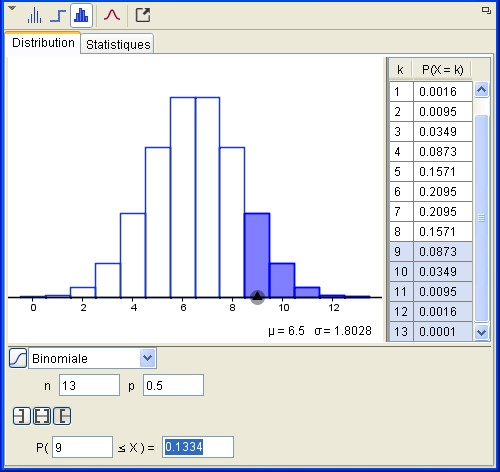 Distribution Statistiques
k P(X = k)
1 0.0016
2 0.0095
3 0.0349
4 0.0873
5 0.1571
6 0.2095
7 0.2095
8 0.1571
9 0.0873
10 0.0349
11 0.0095
12 0.0016
13 0.0001
0 2 4 6 8 10 12
μ = 6.5 σ = 1.8028
Binomiale
n 13 p 0.5
P( 9 ≤ X ) = 0.1334